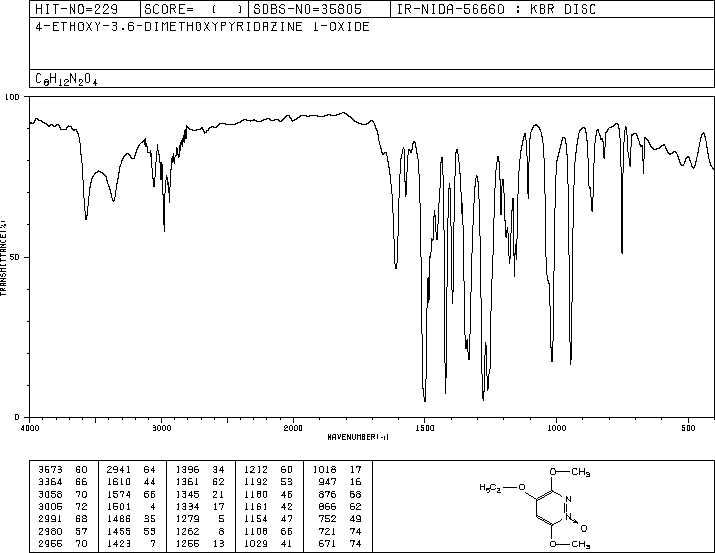 HIT-NO=229 SCORE= ( ) SDBS-NO=35805 IR-NIDA-56660 : KBR DISC
4-ETHOXY-3,6-DIMETHOXYPYRIDAZINE 1-OXIDE
C8H12N2O4
100
50
0
TRANSMITTANCE(%)
4000 3000 2000 1500 1000 500
WAVENUMBER(-1)
3573 60 2941 64 1396 34 1212 60 1018 17
3364 66 1610 44 1361 62 1192 53 947 16
3058 70 1574 66 1345 21 1180 46 876 68
3005 72 1501 4 1334 17 1161 42 866 62
2991 68 1486 35 1279 5 1154 47 752 49
2980 57 1455 53 1262 8 1108 66 721 74
2955 70 1423 7 1255 13 1029 41 671 74
O-CH3
H5C2-O
N
N
O
O-CH3